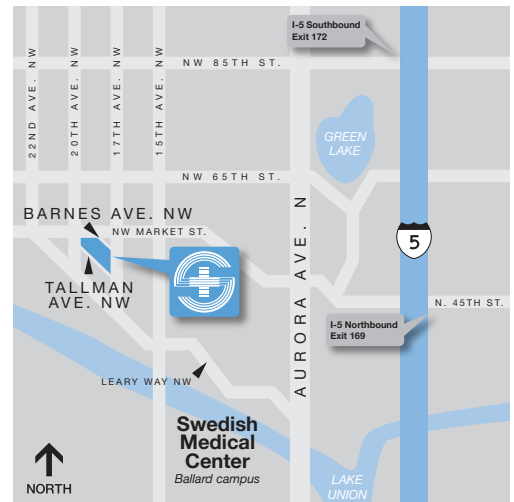 I-5 Southbound
Exit 172
22ND AVE. NW
20TH AVE. NW
17TH AVE. NW
15TH AVE. NW
NW 85TH ST.
GREEN
LAKE
NW 65TH ST.
BARNES AVE. NW
NW MARKET ST.
AURORA AVE. N
5
TALLMAN
AVE. NW
N. 45TH ST.
I-5 Northbound
Exit 169
LEARY WAY NW
Swedish
Medical
Center
Ballard campus
NORTH
LAKE
UNION